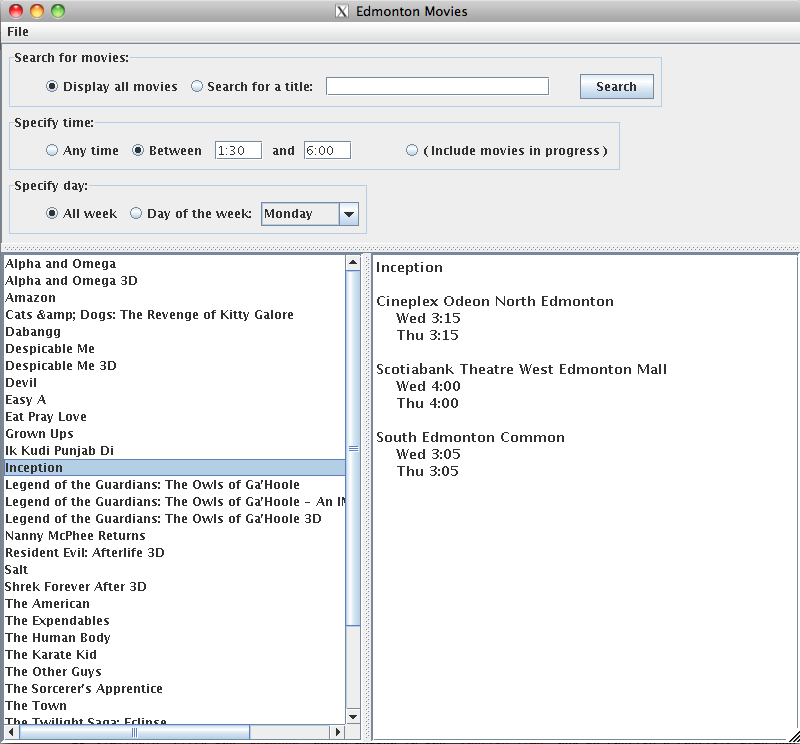 Edmonton Movies
File
Search for movies:
Display all movies Search for a title: Search
Specify time:
Any time Between 1:30 and 6:00 (Include movies in progress)
Specify day:
All week Day of the week: Monday
Alpha and Omega
Alpha and Omega 3D
Amazon
Cats &amp; Dogs: The Revenge of Kitty Galore
Dabangg
Despicable Me
Despicable Me 3D
Devil
Easy A
Eat Pray Love
Grown Ups
Ik Kudi Punjab Di
Inception
Legend of the Guardians: The Owls of Ga'Hoole
Legend of the Guardians: The Owls of Ga'Hoole - An
Legend of the Guardians: The Owls of Ga'Hoole 3D
Nanny McPhee Returns
Resident Evil: Afterlife 3D
Salt
Shrek Forever After 3D
The American
The Expendables
The Human Body
The Karate Kid
The Other Guys
The Sorcerer's Apprentice
The Town
The Twilight Saga: Eclipse
Inception
Cineplex Odeon North Edmonton
Wed 3:15
Thu 3:15
Scotiabank Theatre West Edmonton Mall
Wed 4:00
Thu 4:00
South Edmonton Common
Wed 3:05
Thu 3:05